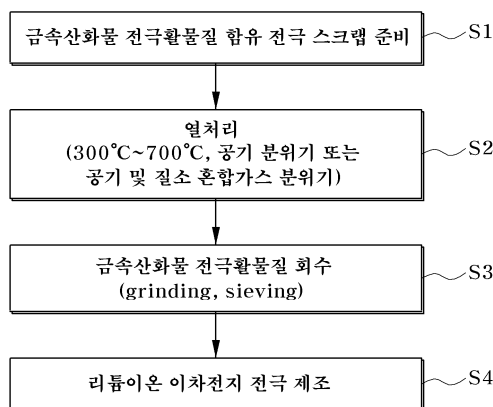 금속산화물 전극활물질 함유 전극 스크랩 준비
S1
열처리
(300℃~700℃, 공기 분위기 또는
공기 및 질소 혼합가스 분위기)
S2
금속산화물 전극활물질 회수
(grinding, sieving)
S3
리튬이온 이차전지 전극 제조
S4